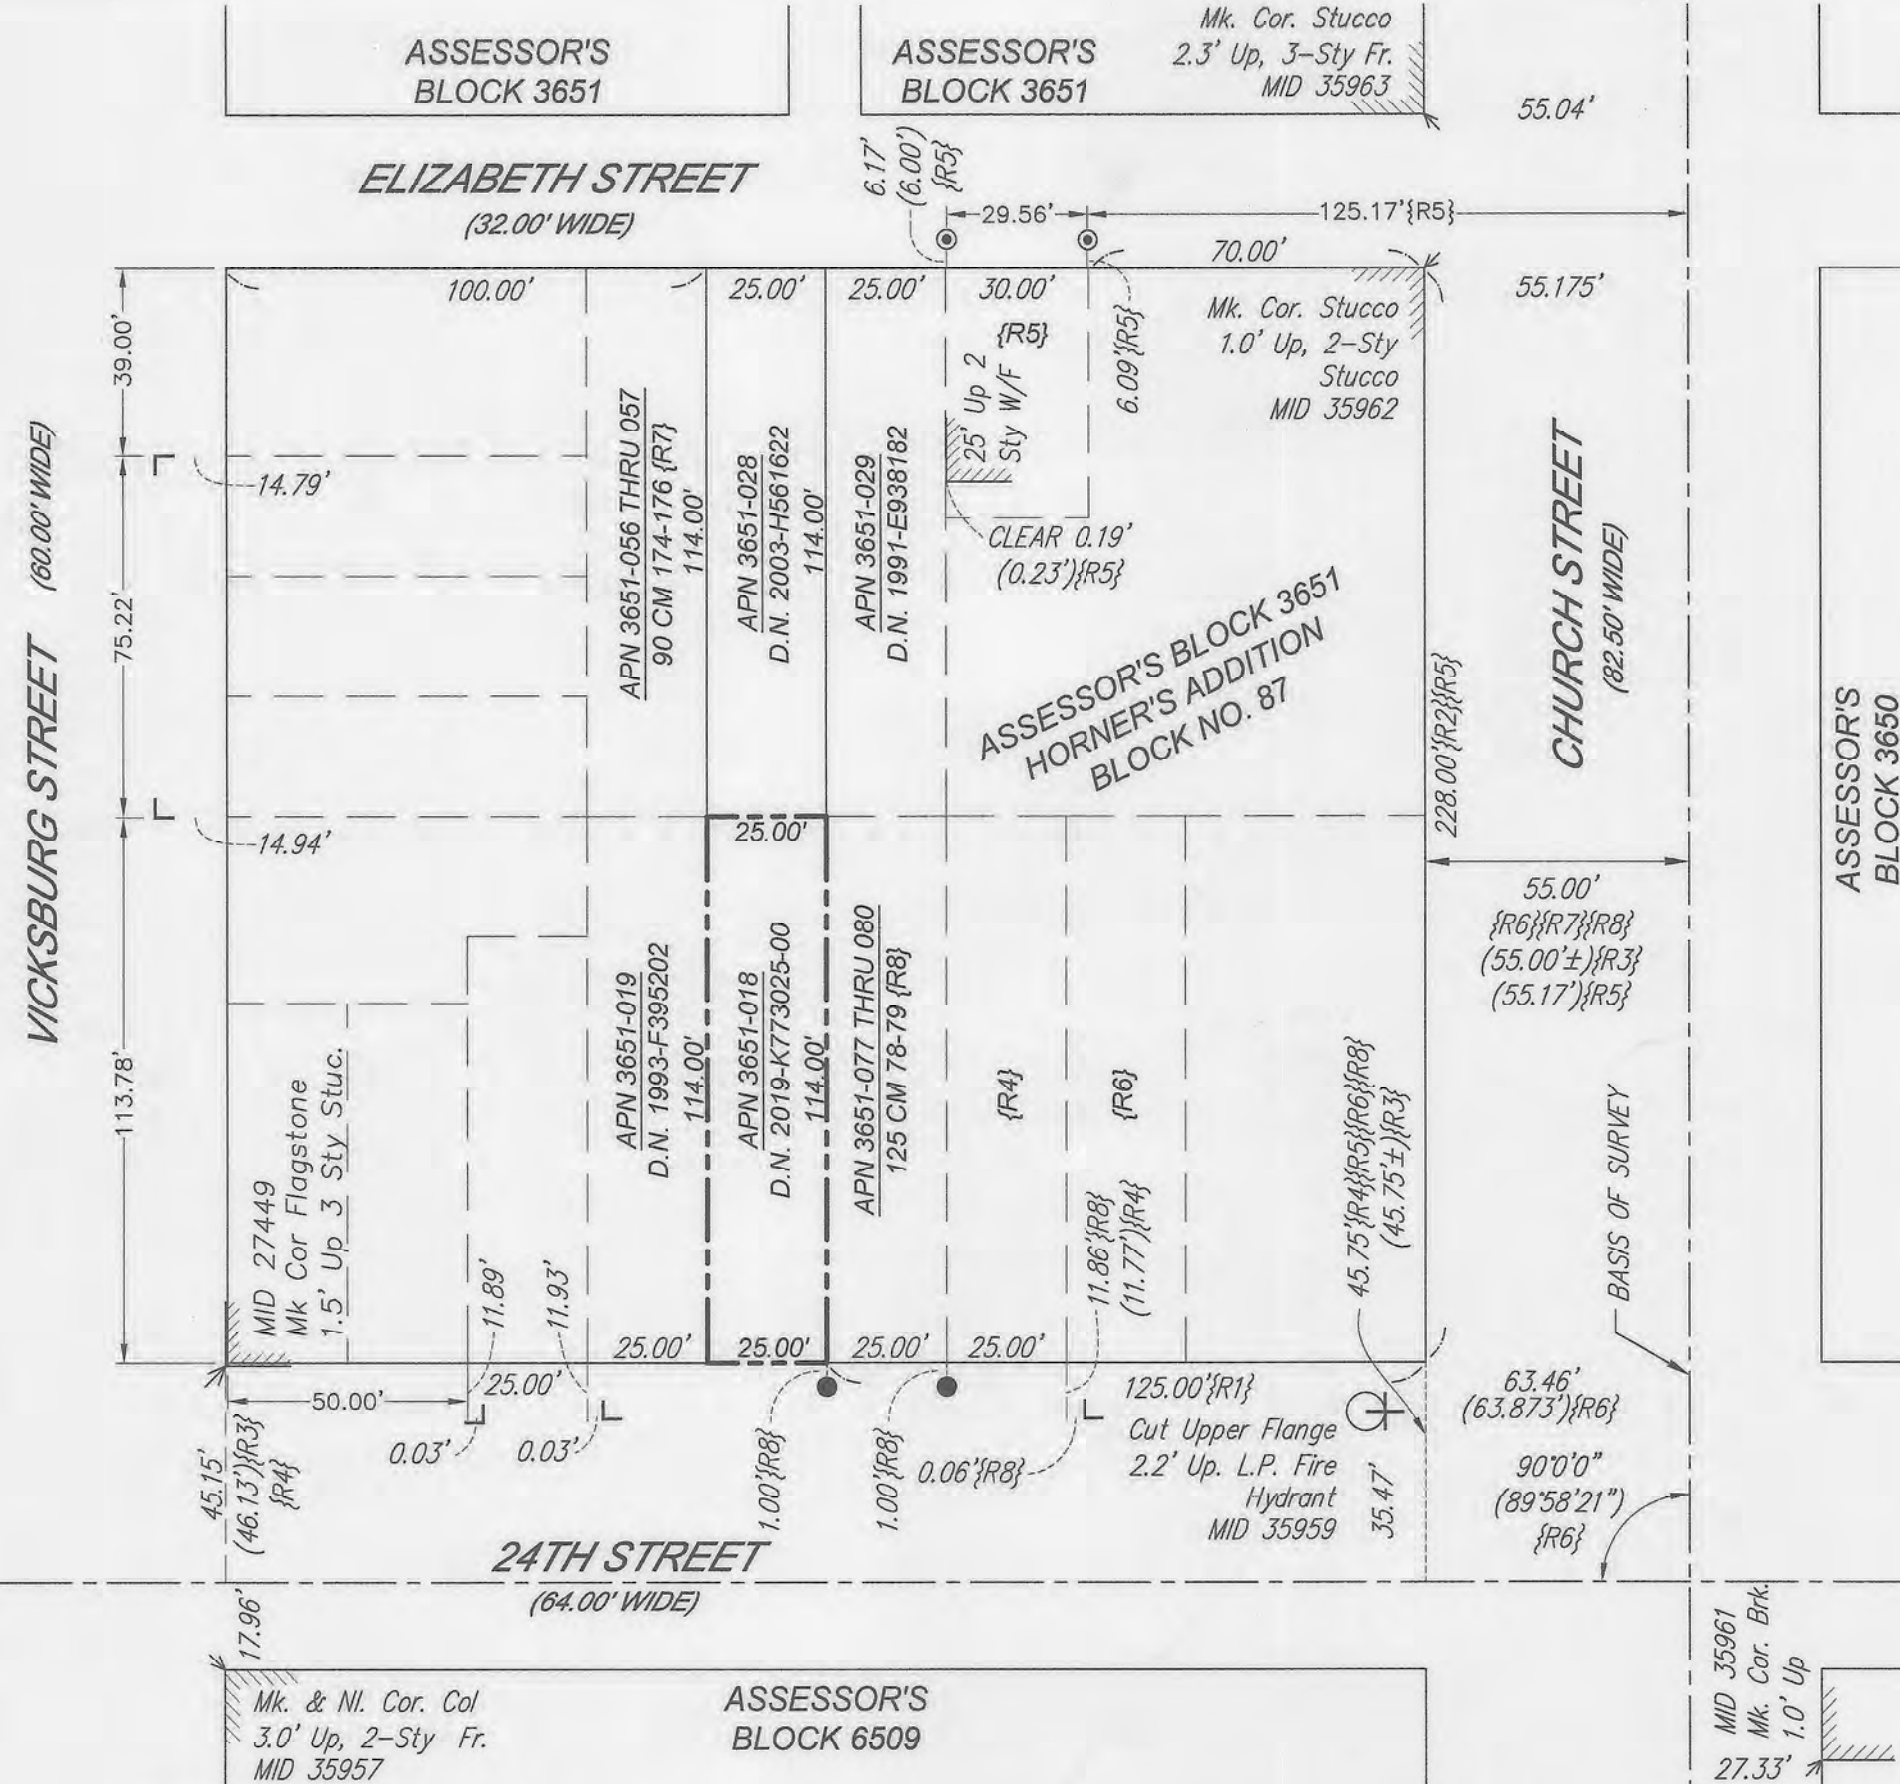 ASSESSOR'S
BLOCK 3651
ASSESSOR'S
BLOCK 3651
Mk. Cor. Stucco
2.3' Up, 3-Sty Fr.
MID 35963
55.04'
ELIZABETH STREET
(32.00' WIDE)
6.17'
(6.00')
{R5}
29.56'
125.17'{R5}
70.00'
55.175'
100.00'
25.00'
25.00'
30.00'
{R5}
25' Up 2
Sty W/F
6.09'{R5}
Mk. Cor. Stucco
1.0' Up, 2-Sty
Stucco
MID 35962
39.00'
75.22'
113.78'
14.79'
14.94'
VICKSBURG STREET (60.00' WIDE)
APN 3651-056 THRU 057
90 CM 174-176 {R7}
114.00'
APN 3651-028
D.N. 2003-H561622
114.00'
APN 3651-029
D.N. 1991-E938182
CLEAR 0.19'
(0.23'){R5}
ASSESSOR'S BLOCK 3651
HORNER'S ADDITION
BLOCK NO. 87
CHURCH STREET
(82.50' WIDE)
228.00'{R2}{R5}
ASSESSOR'S
BLOCK 3650
55.00'
{R6}{R7}{R8}
(55.00'±){R3}
(55.17'){R5}
25.00'
APN 3651-019
D.N. 1993-F395202
114.00'
APN 3651-018
D.N. 2019-K773025-00
114.00'
APN 3651-077 THRU 080
125 CM 78-79 {R8}
{R4}
{R6}
MID 27449
Mk Cor Flagstone
1.5' Up 3 Sty Stuc.
11.89'
11.93'
11.86'{R8}
(11.77'){R4}
45.75'{R4}{R5}{R6}{R8}
(45.75'±){R3}
BASIS OF SURVEY
25.00'
25.00'
25.00'
25.00'
50.00'
25.00'
0.03'
0.03'
1.00'{R8}
1.00'{R8}
0.06'{R8}
125.00'{R1}
Cut Upper Flange
2.2' Up. L.P. Fire
Hydrant
MID 35959
35.47'
63.46'
(63.873'){R6}
90°0'0"
(89°58'21")
{R6}
45.15'
(46.13'){R3}
{R4}
24TH STREET
(64.00' WIDE)
17.96'
Mk. & Nl. Cor. Col
3.0' Up, 2-Sty Fr.
MID 35957
ASSESSOR'S
BLOCK 6509
MID 35961
Mk. Cor. Brk.
1.0' Up
27.33'